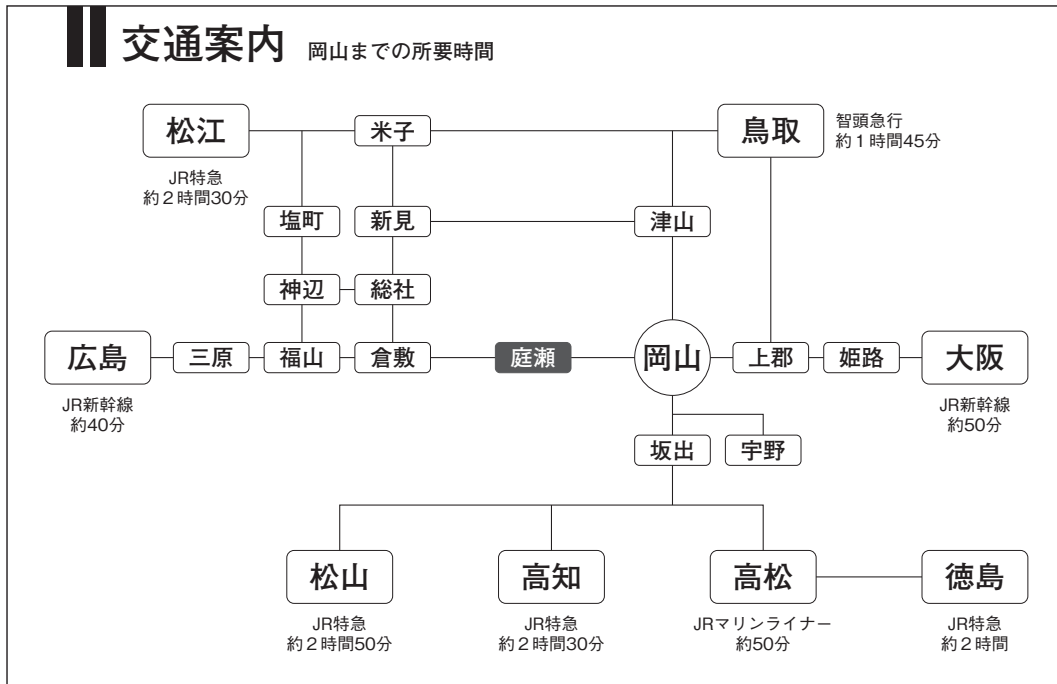 交通案内 岡山までの所要時間
松江
米子
鳥取
智頭急行
約1時間45分
JR特急
約2時間30分
塩町
新見
津山
神辺
総社
広島
三原
福山
倉敷
庭瀬
岡山
上郡
姫路
大阪
JR新幹線
約40分
JR新幹線
約50分
坂出
宇野
松山
高知
高松
徳島
JR特急
約2時間50分
JR特急
約2時間30分
JRマリンライナー
約50分
JR特急
約2時間